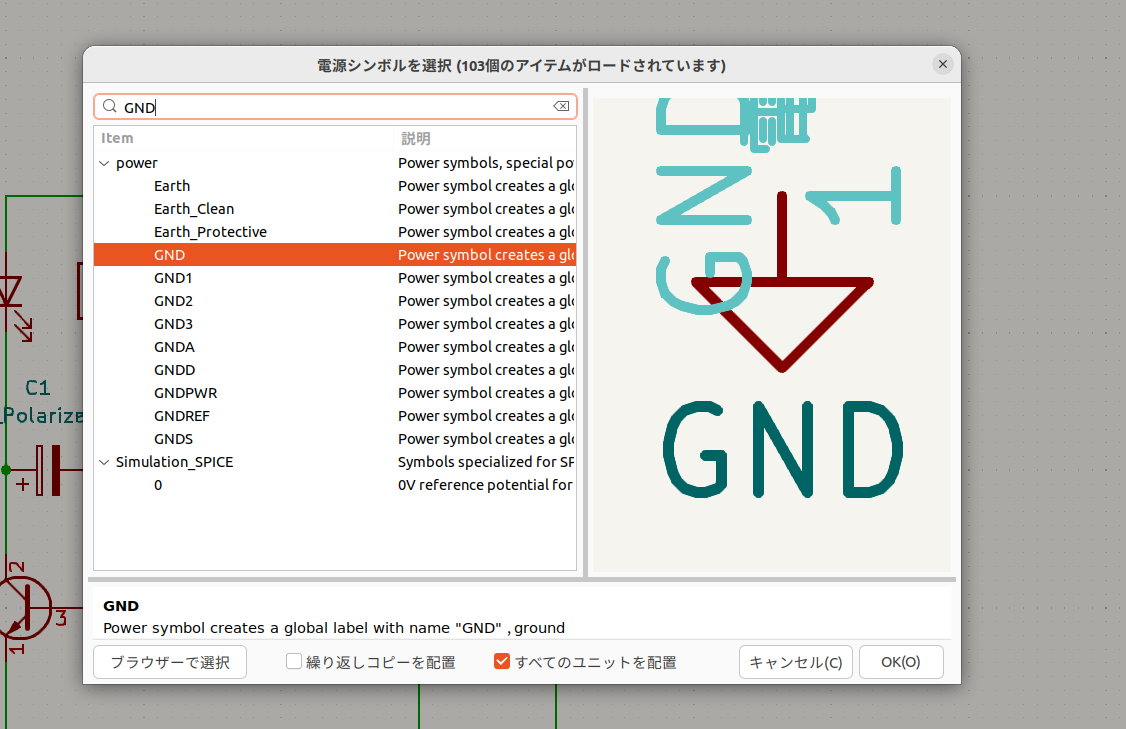 電源シンボルを選択 (103個のアイテムがロードされています)
GND
Item 説明
power Power symbols, special po
Earth Power symbol creates a glo
Earth_Clean Power symbol creates a glo
Earth_Protective Power symbol creates a glo
GND Power symbol creates a glo
GND1 Power symbol creates a glo
GND2 Power symbol creates a glo
GND3 Power symbol creates a glo
GNDA Power symbol creates a glo
GNDD Power symbol creates a glo
GNDPWR Power symbol creates a glo
GNDREF Power symbol creates a glo
GNDS Power symbol creates a glo
Simulation_SPICE Symbols specialized for SP
0 0V reference potential for
GND
1
GND
C1
_Polarize
+
2
3
1
GND
Power symbol creates a global label with name "GND" , ground
ブラウザーで選択
繰り返しコピーを配置
すべてのユニットを配置
キャンセル(C)
OK(O)